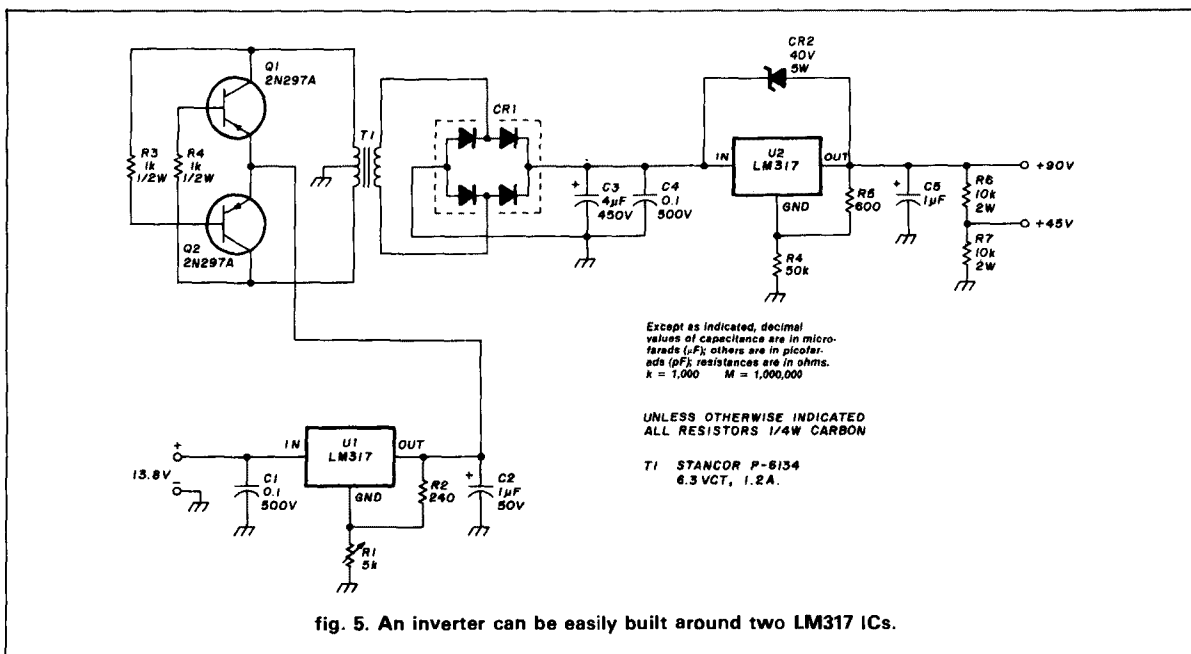 Q1
2N297A
R3
1k
1/2W
R4
1k
1/2W
Q2
2N297A
T1
CR1
C3
4µF
450V
+
C4
0.1
500V
CR2
40V
5W
IN
U2
LM317
OUT
GND
R5
600
R4
50k
+
C5
1µF
R6
10k
2W
R7
10k
2W
+90V
+45V
Except as indicated, decimal
values of capacitance are in micro-
farads (µF); others are in picofar-
ads (pF); resistances are in ohms.
k = 1,000 M = 1,000,000
UNLESS OTHERWISE INDICATED
ALL RESISTORS 1/4W CARBON
T1 STANCOR P-6134
6.3 VCT, 1.2A.
+
13.8V
−
C1
0.1
500V
IN
U1
LM317
OUT
GND
R2
240
+
C2
1µF
50V
R1
5k
fig. 5. An inverter can be easily built around two LM317 ICs.